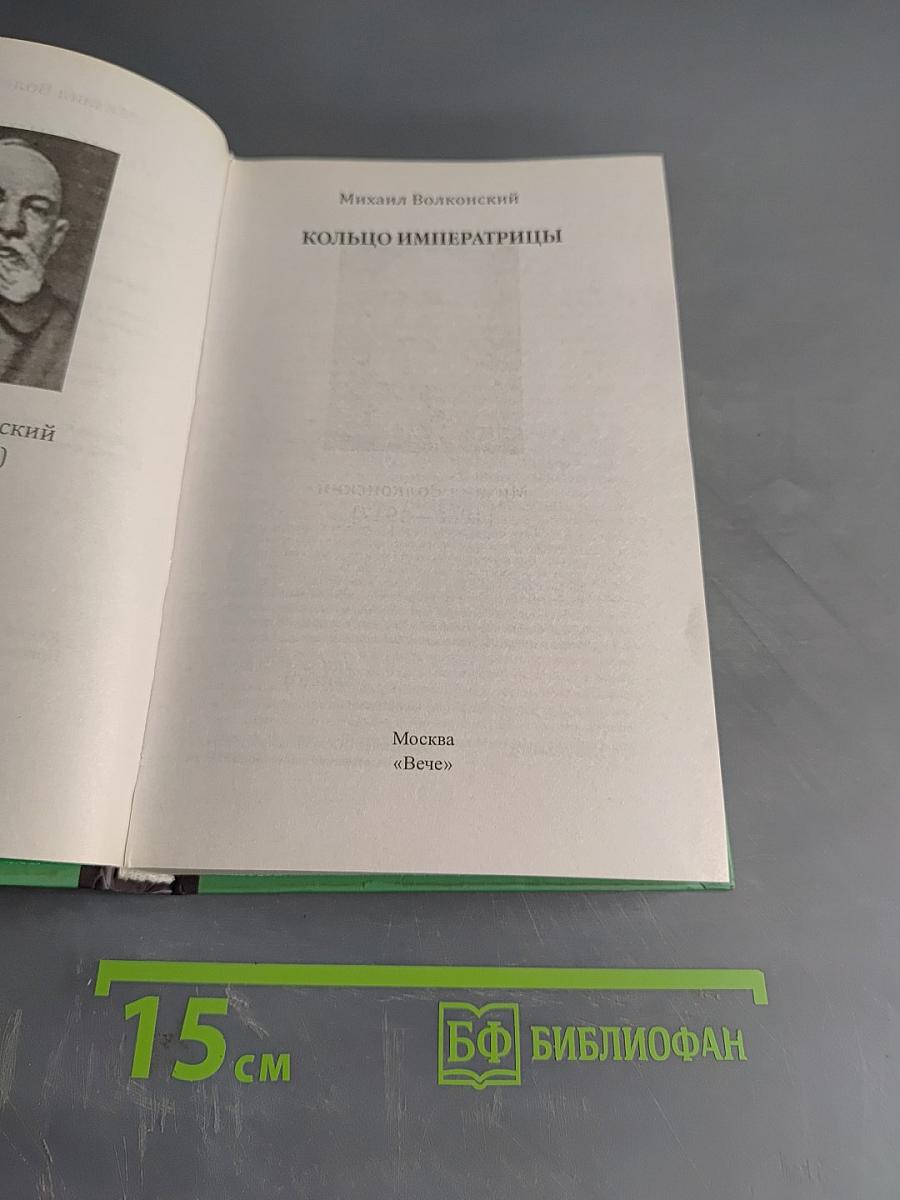 ский
)
Михаил Волконский
КОЛЬЦО ИМПЕРАТРИЦЫ
Москва
«Вече»
15 см
БФ БИБЛИОФАН